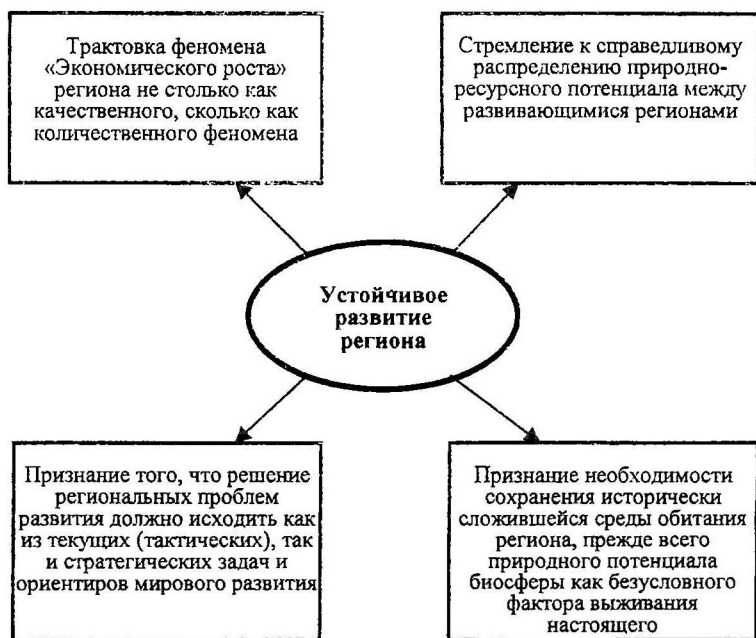 Трактовка феномена
«Экономического роста»
региона не столько как
качественного, сколько как
количественного феномена
Стремление к справедливому
распределению природно-
ресурсного потенциала между
развивающимися регионами
Устойчивое
развитие
региона
Признание того, что решение
региональных проблем
развития должно исходить как
из текущих (тактических), так
и стратегических задач и
ориентиров мирового развития
Признание необходимости
сохранения исторически
сложившейся среды обитания
региона, прежде всего
природного потенциала
биосферы как безусловного
фактора выживания
настоящего